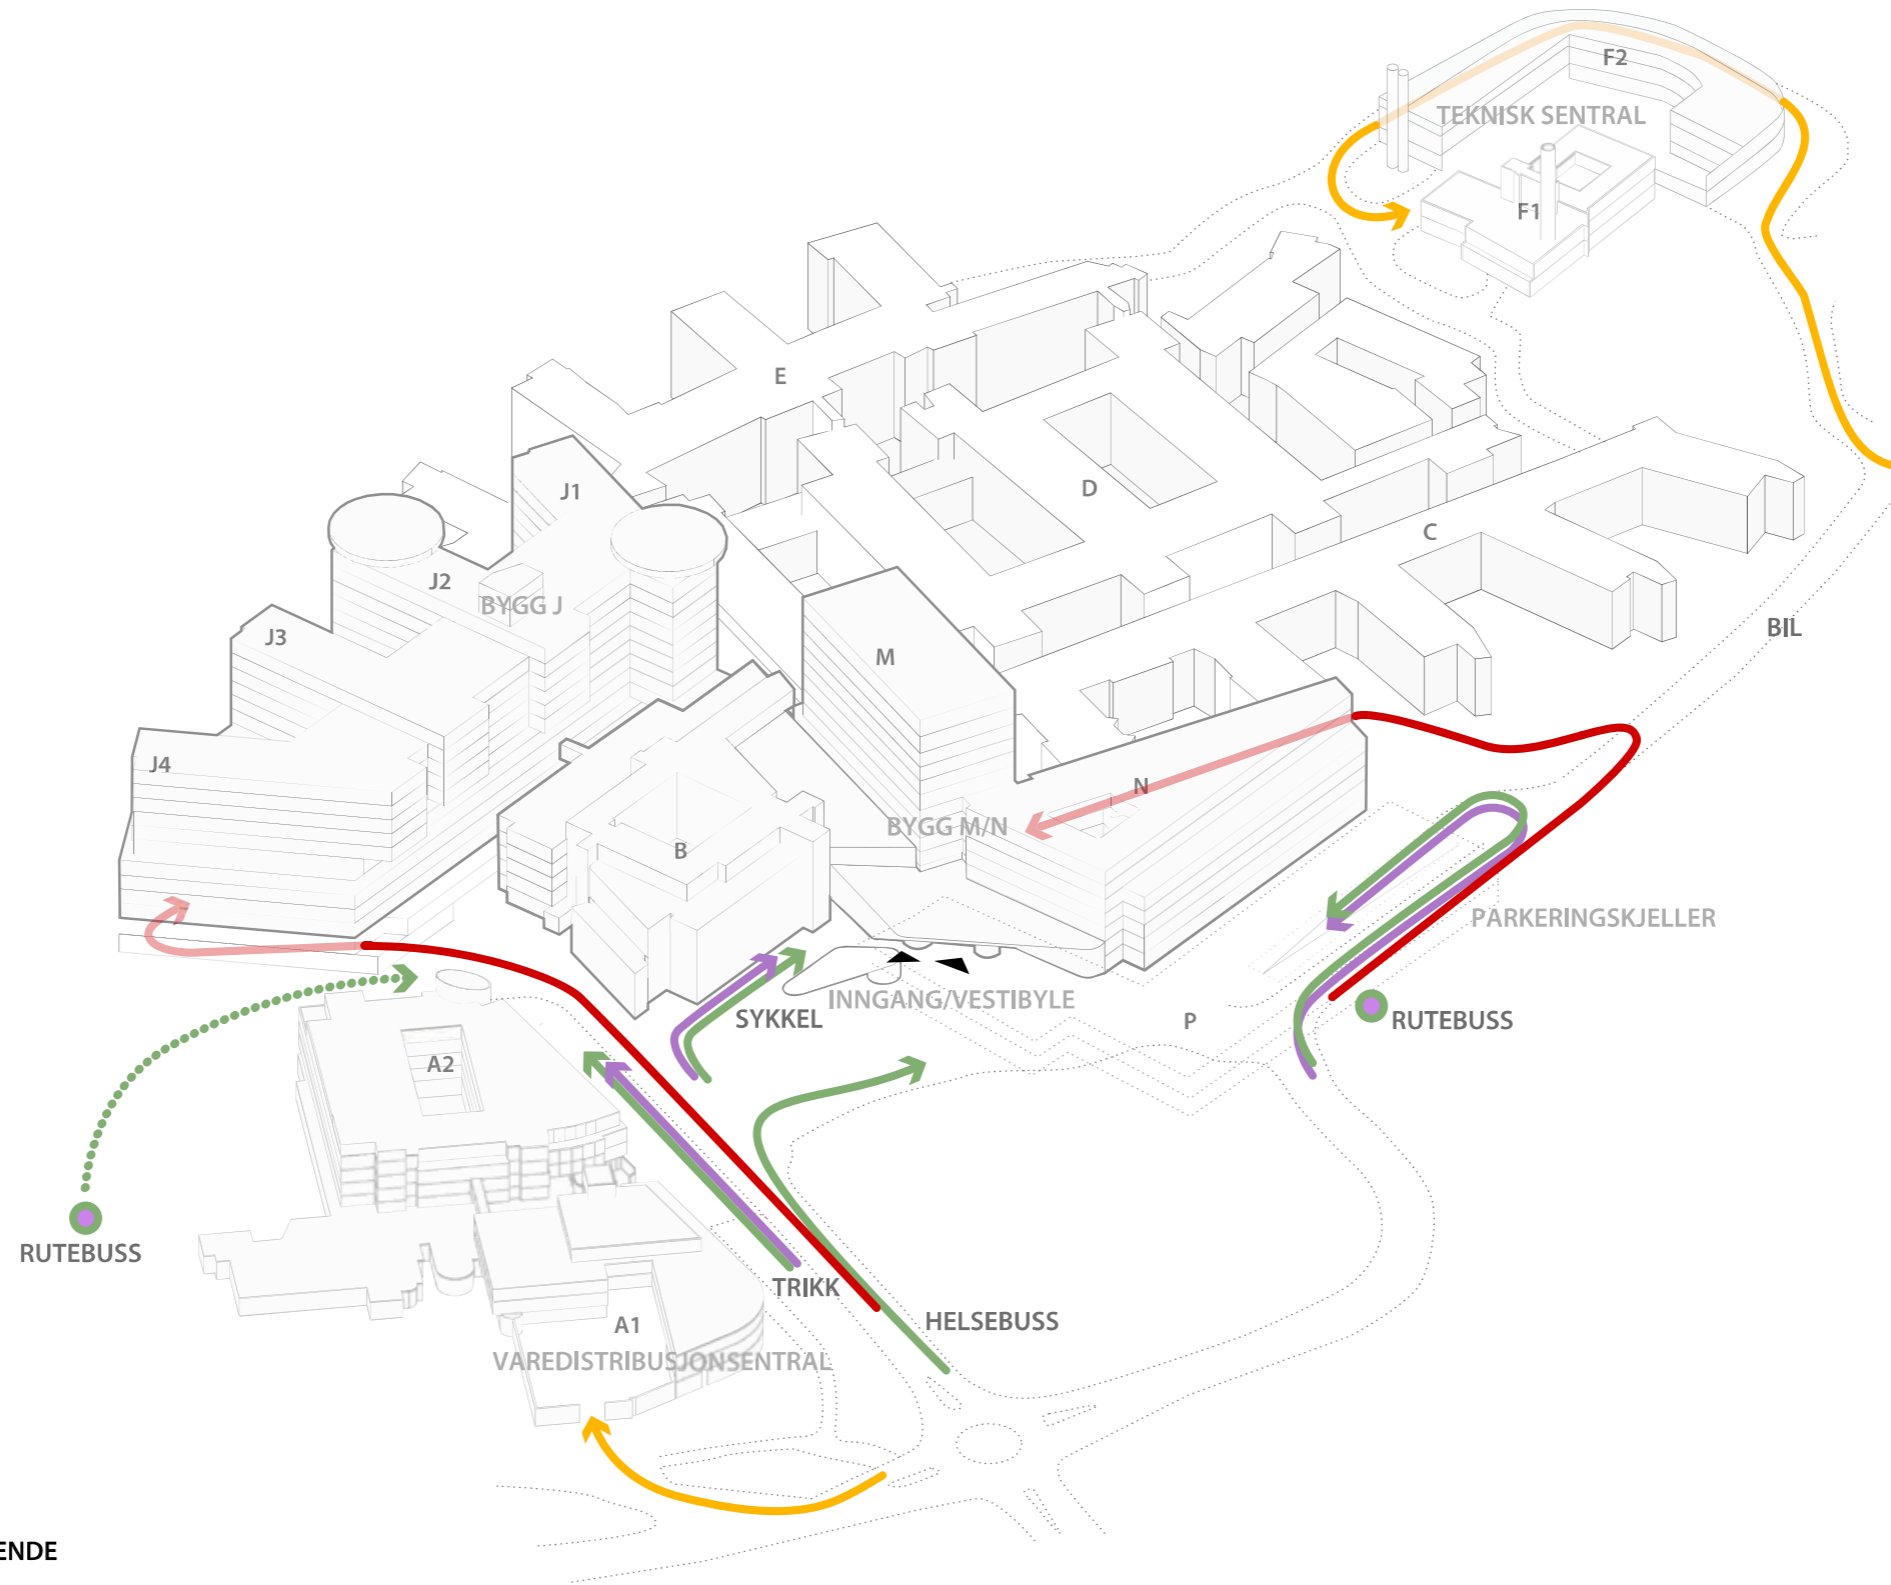 F2
TEKNISK SENTRAL
F1
E
D
J1
C
J2
BYGG J
BIL
J3
M
J4
N
BYGG M/N
B
PARKERINGSKJELLER
INNGANG/VESTIBYLE
SYKKEL
P
RUTEBUSS
A2
RUTEBUSS
TRIKK
HELSEBUSS
A1
VAREDISTRIBUSJONSENTRAL
ENDE